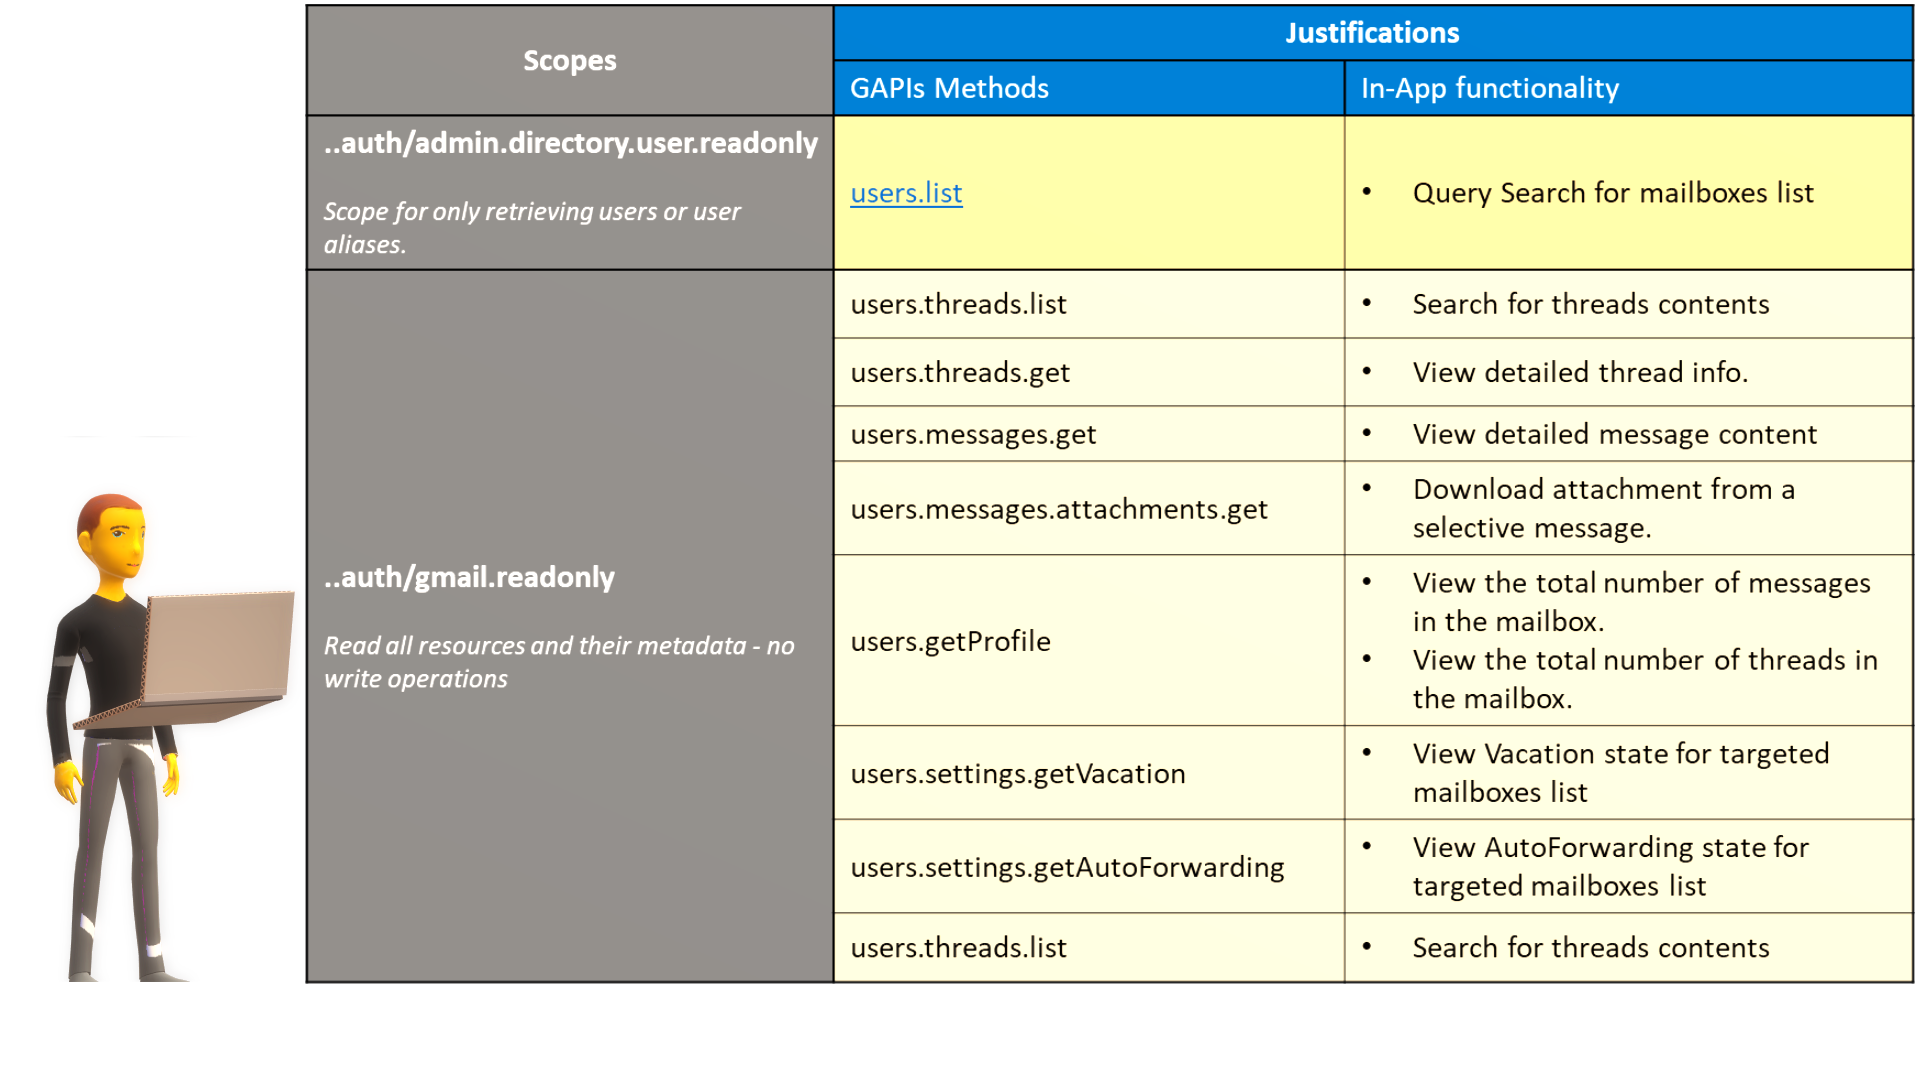 Scopes
Justifications
GAPIs Methods
In-App functionality
..auth/admin.directory.user.readonly
Scope for only retrieving users or user
aliases.
users.list
• Query Search for mailboxes list
..auth/gmail.readonly
Read all resources and their metadata - no
write operations
users.threads.list
• Search for threads contents
users.threads.get
• View detailed thread info.
users.messages.get
• View detailed message content
users.messages.attachments.get
• Download attachment from a
selective message.
users.getProfile
• View the total number of messages
in the mailbox.
• View the total number of threads in
the mailbox.
users.settings.getVacation
• View Vacation state for targeted
mailboxes list
users.settings.getAutoForwarding
• View AutoForwarding state for
targeted mailboxes list
users.threads.list
• Search for threads contents